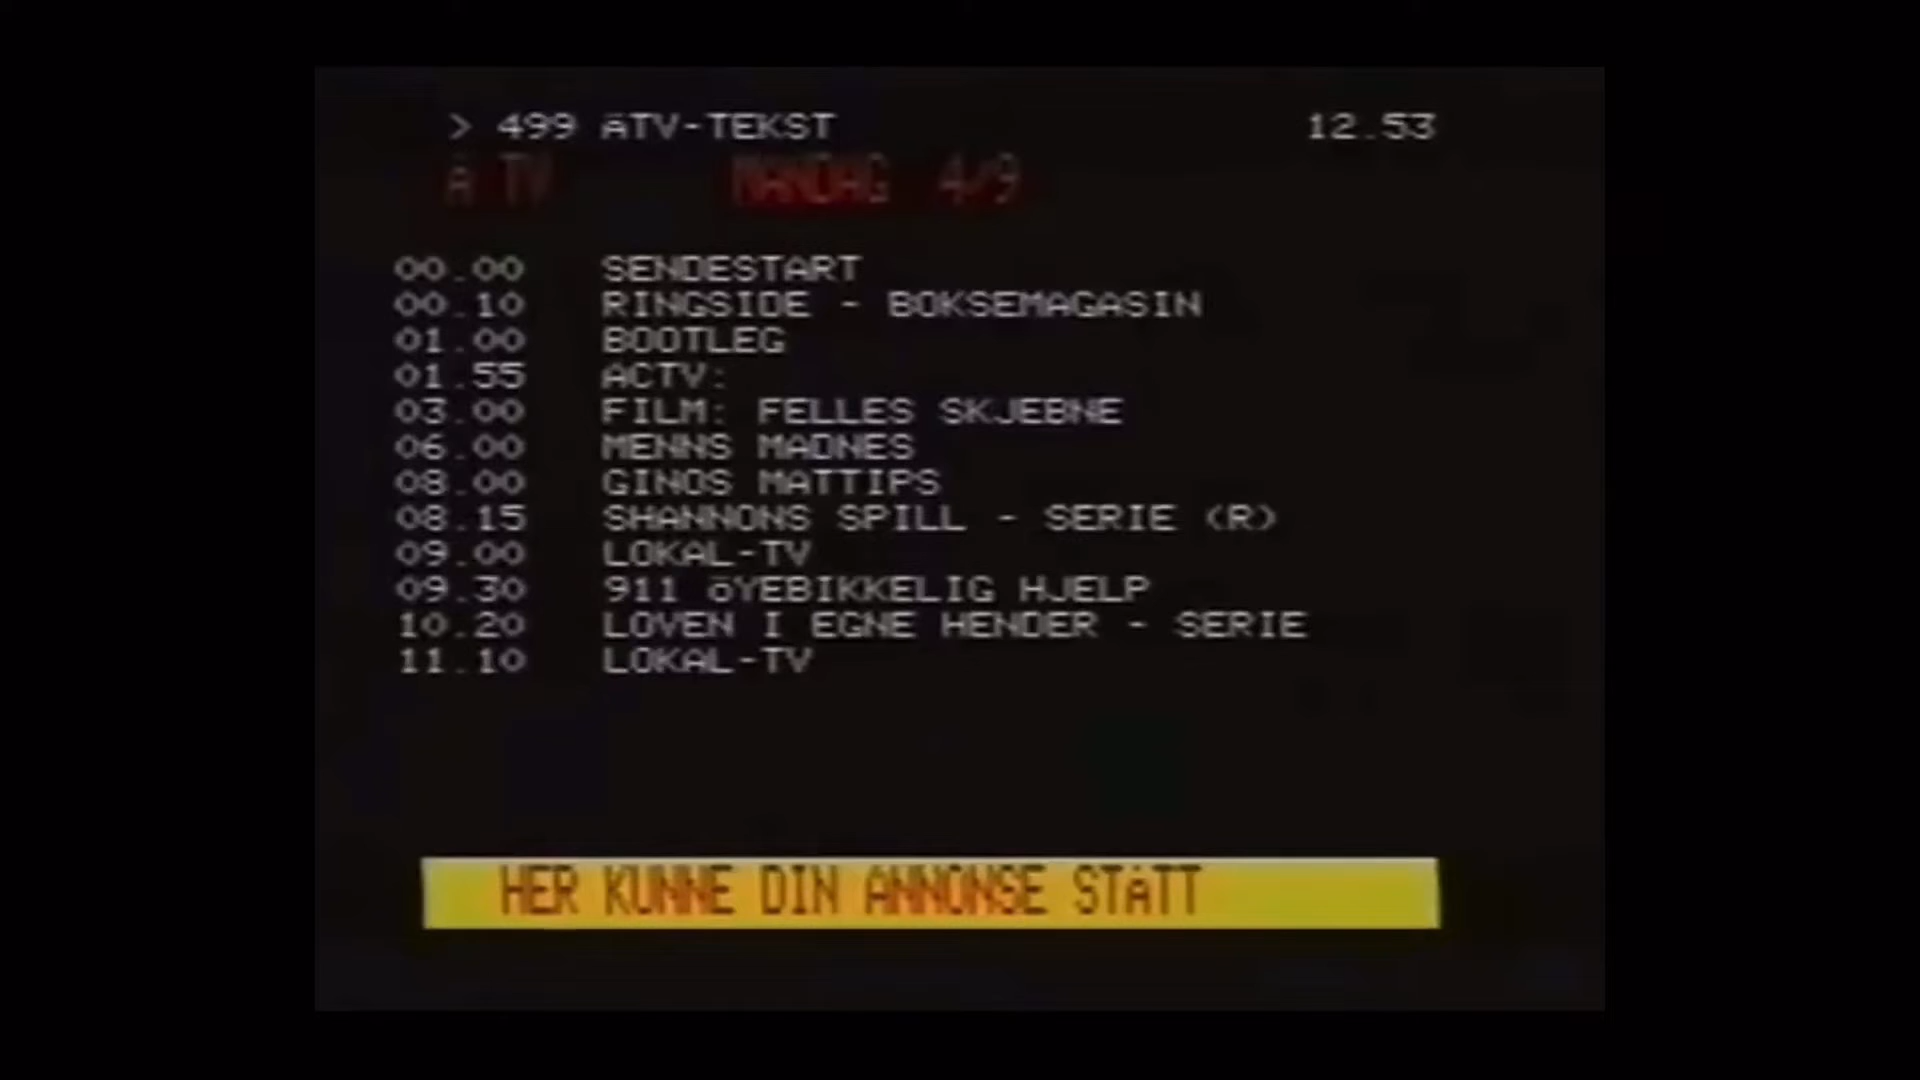 > 499 åTV-TEKST 12.53
å TV MANDAG 4/9
00.00 SENDESTART
00.10 RINGSIDE - BOKSEMAGASIN
01.00 BOOTLEG
01.55 ACTV:
03.00 FILM: FELLES SKJEBNE
06.00 MENNS MADNES
08.00 GINOS MATTIPS
08.15 SHANNONS SPILL - SERIE (R)
09.00 LOKAL-TV
09.30 911 öYEBIKKELIG HJELP
10.20 LOVEN I EGNE HENDER - SERIE
11.10 LOKAL-TV
HER KUNNE DIN ANNONSE STåTT